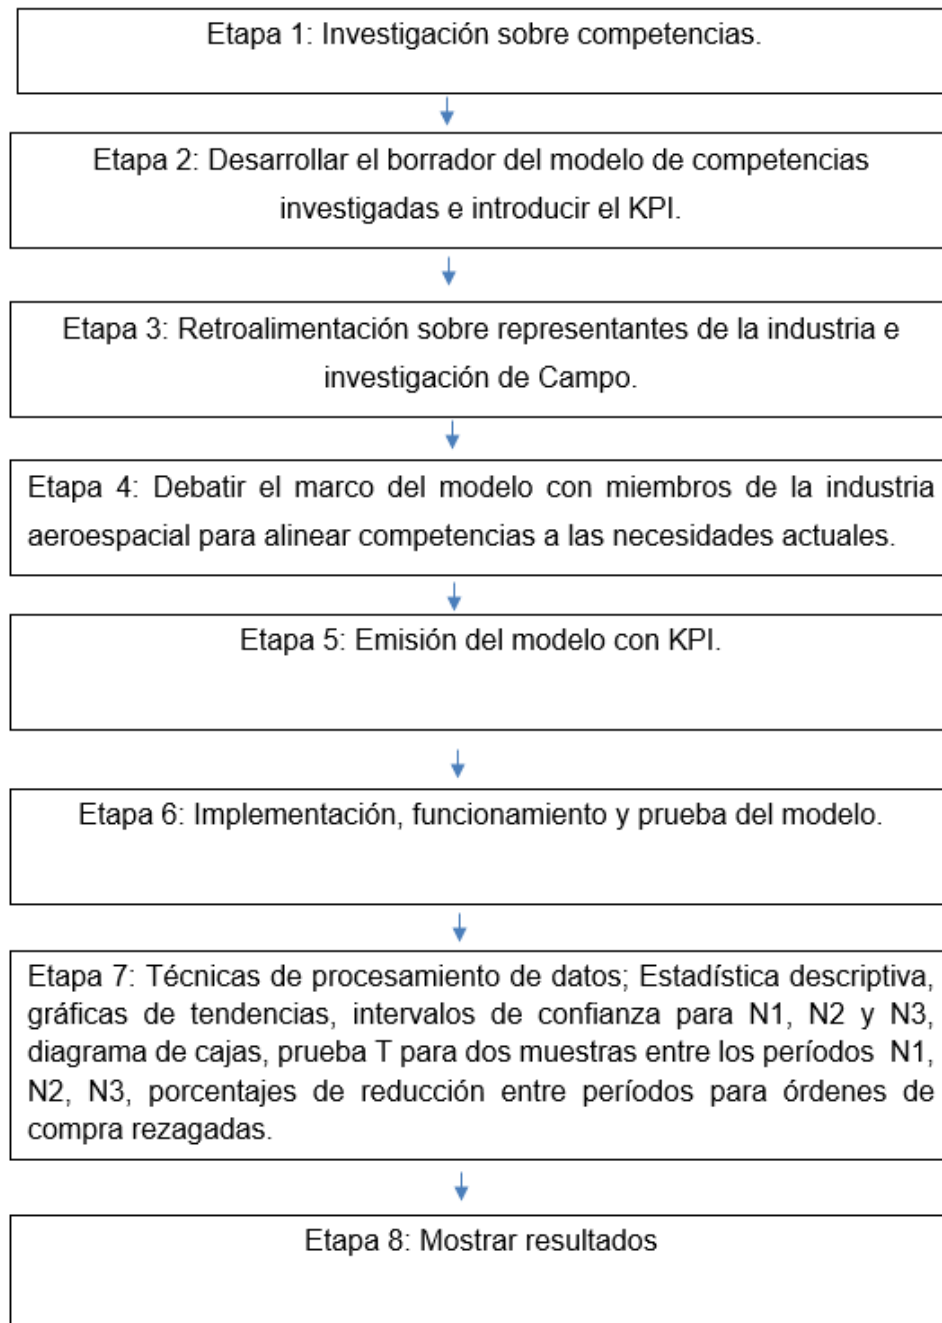 Etapa 1: Investigación sobre competencias.
Etapa 2: Desarrollar el borrador del modelo de competencias
investigadas e introducir el KPI.
Etapa 3: Retroalimentación sobre representantes de la industria e
investigación de Campo.
Etapa 4: Debatir el marco del modelo con miembros de la industria
aeroespacial para alinear competencias a las necesidades actuales.
Etapa 5: Emisión del modelo con KPI.
Etapa 6: Implementación, funcionamiento y prueba del modelo.
Etapa 7: Técnicas de procesamiento de datos; Estadística descriptiva,
gráficas de tendencias, intervalos de confianza para N1, N2 y N3,
diagrama de cajas, prueba T para dos muestras entre los períodos N1,
N2, N3, porcentajes de reducción entre períodos para órdenes de
compra rezagadas.
Etapa 8: Mostrar resultados